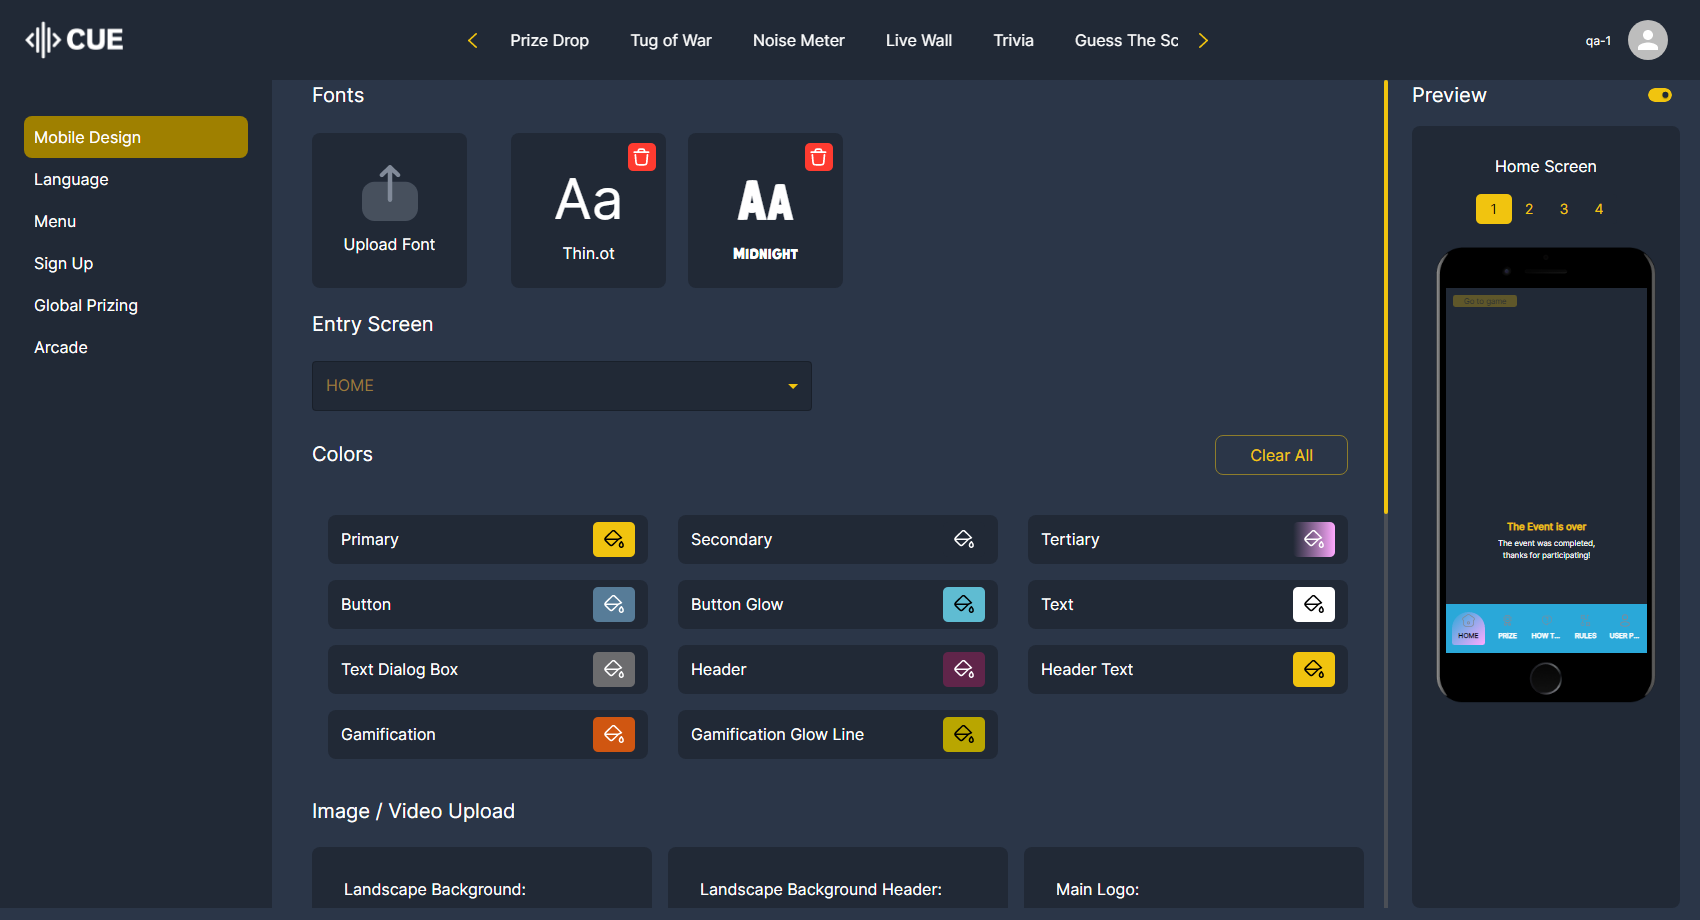 CUE
Prize Drop
Tug of War
Noise Meter
Live Wall
Trivia
Guess The Sc
qa-1
Mobile Design
Language
Menu
Sign Up
Global Prizing
Arcade
Fonts
Upload Font
Aa
Thin.ot
AA
MIDNIGHT
Entry Screen
HOME
Colors
Clear All
Primary
Secondary
Tertiary
Button
Button Glow
Text
Text Dialog Box
Header
Header Text
Gamification
Gamification Glow Line
Image / Video Upload
Landscape Background:
Landscape Background Header:
Main Logo:
Preview
Home Screen
1 2 3 4
Go to game
The Event is over
The event was completed,
thanks for participating!
HOME
PRIZE
HOW T...
RULES
USER P...